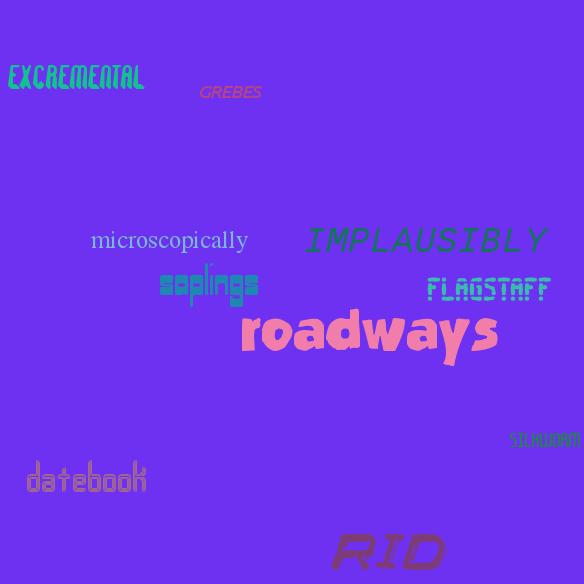 EXCREMENTAL
GREBES
microscopically
IMPLAUSIBLY
saplings
FLAGSTAFF
roadways
datebook
RID